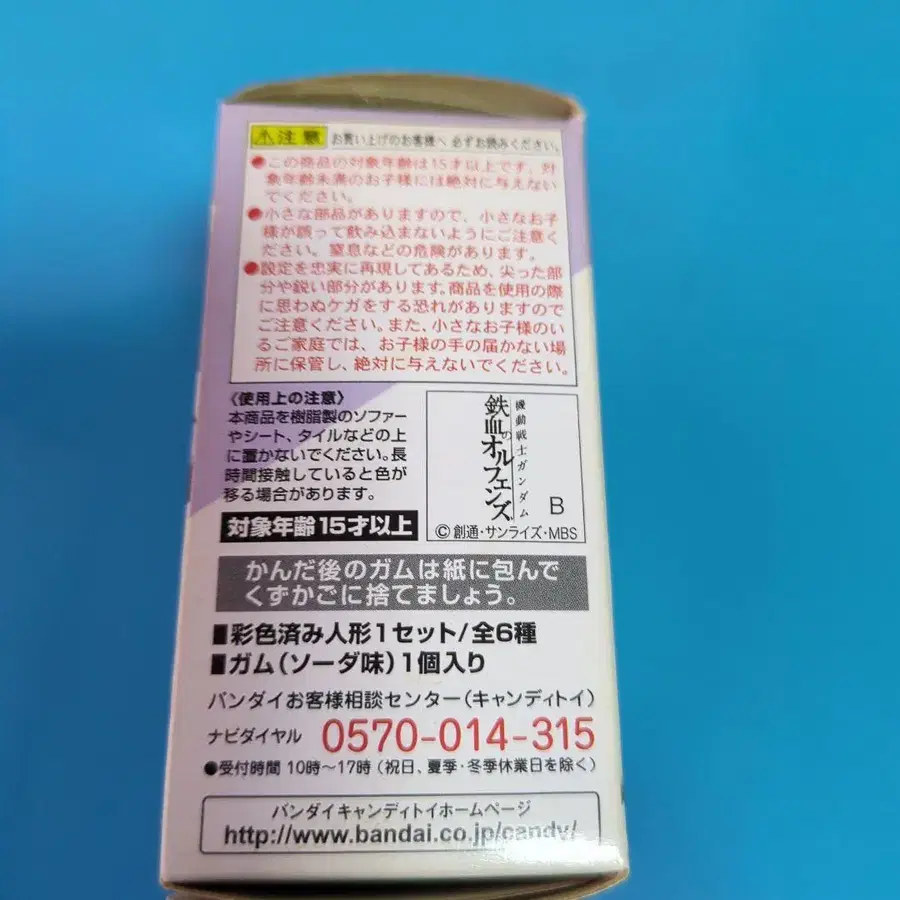 注意 お買い上げのお客様へ 必ずお読みください。
●この商品の対象年齢は15才以上です。対
象年齢未満のお子様には絶対に与えない
でください。
●小さな部品がありますので、小さなお子
様が誤って飲み込まないようにご注意く
ださい。窒息などの危険があります。
●設定を忠実に再現してあるため、尖った部
分や鋭い部分があります。商品を使用の際
に思わぬケガをする恐れがありますので
ご注意ください。また、小さなお子様のい
るご家庭では、お子様の手の届かない場
所に保管し、絶対に与えないでください。
〈使用上の注意〉
本商品を樹脂製のソファー
やシート、タイルなどの上
に置かないでください。長
時間接触していると色が
移る場合があります。
対象年齢15才以上
機動戦士ガンダム
鉄血のオルフェンズ
B
©創通・サンライズ・MBS
かんだ後のガムは紙に包んで
くずかごに捨てましょう。
■彩色済み人形1セット/全6種
■ガム(ソーダ味)1個入り
バンダイお客様相談センター(キャンディトイ)
ナビダイヤル 0570-014-315
●受付時間 10時〜17時(祝日、夏季・冬季休業日を除く)
バンダイキャンディトイホームページ
http://www.bandai.co.jp/candy/